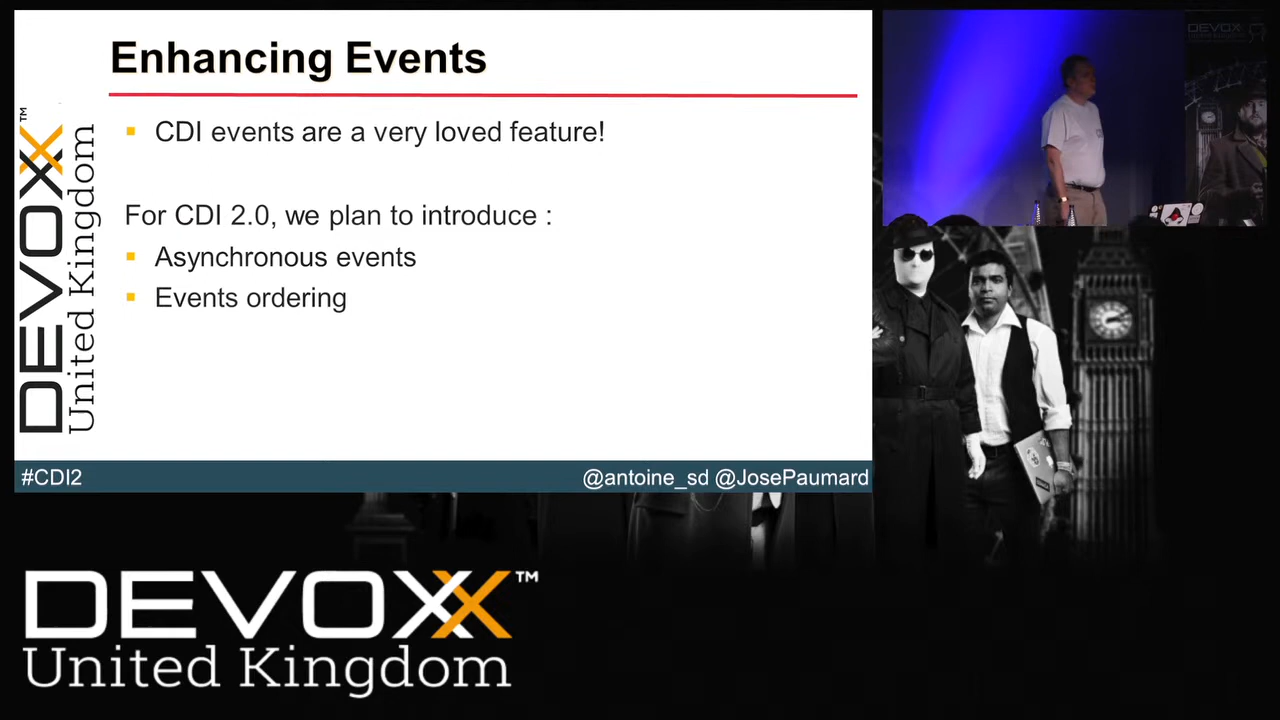 Enhancing Events
CDI events are a very loved feature!
For CDI 2.0, we plan to introduce :
Asynchronous events
Events ordering
DEVOXX™
United Kingdom
#CDI2
@antoine_sd @JosePaumard
DEVOXX™
United Kingdom
DEVOXX